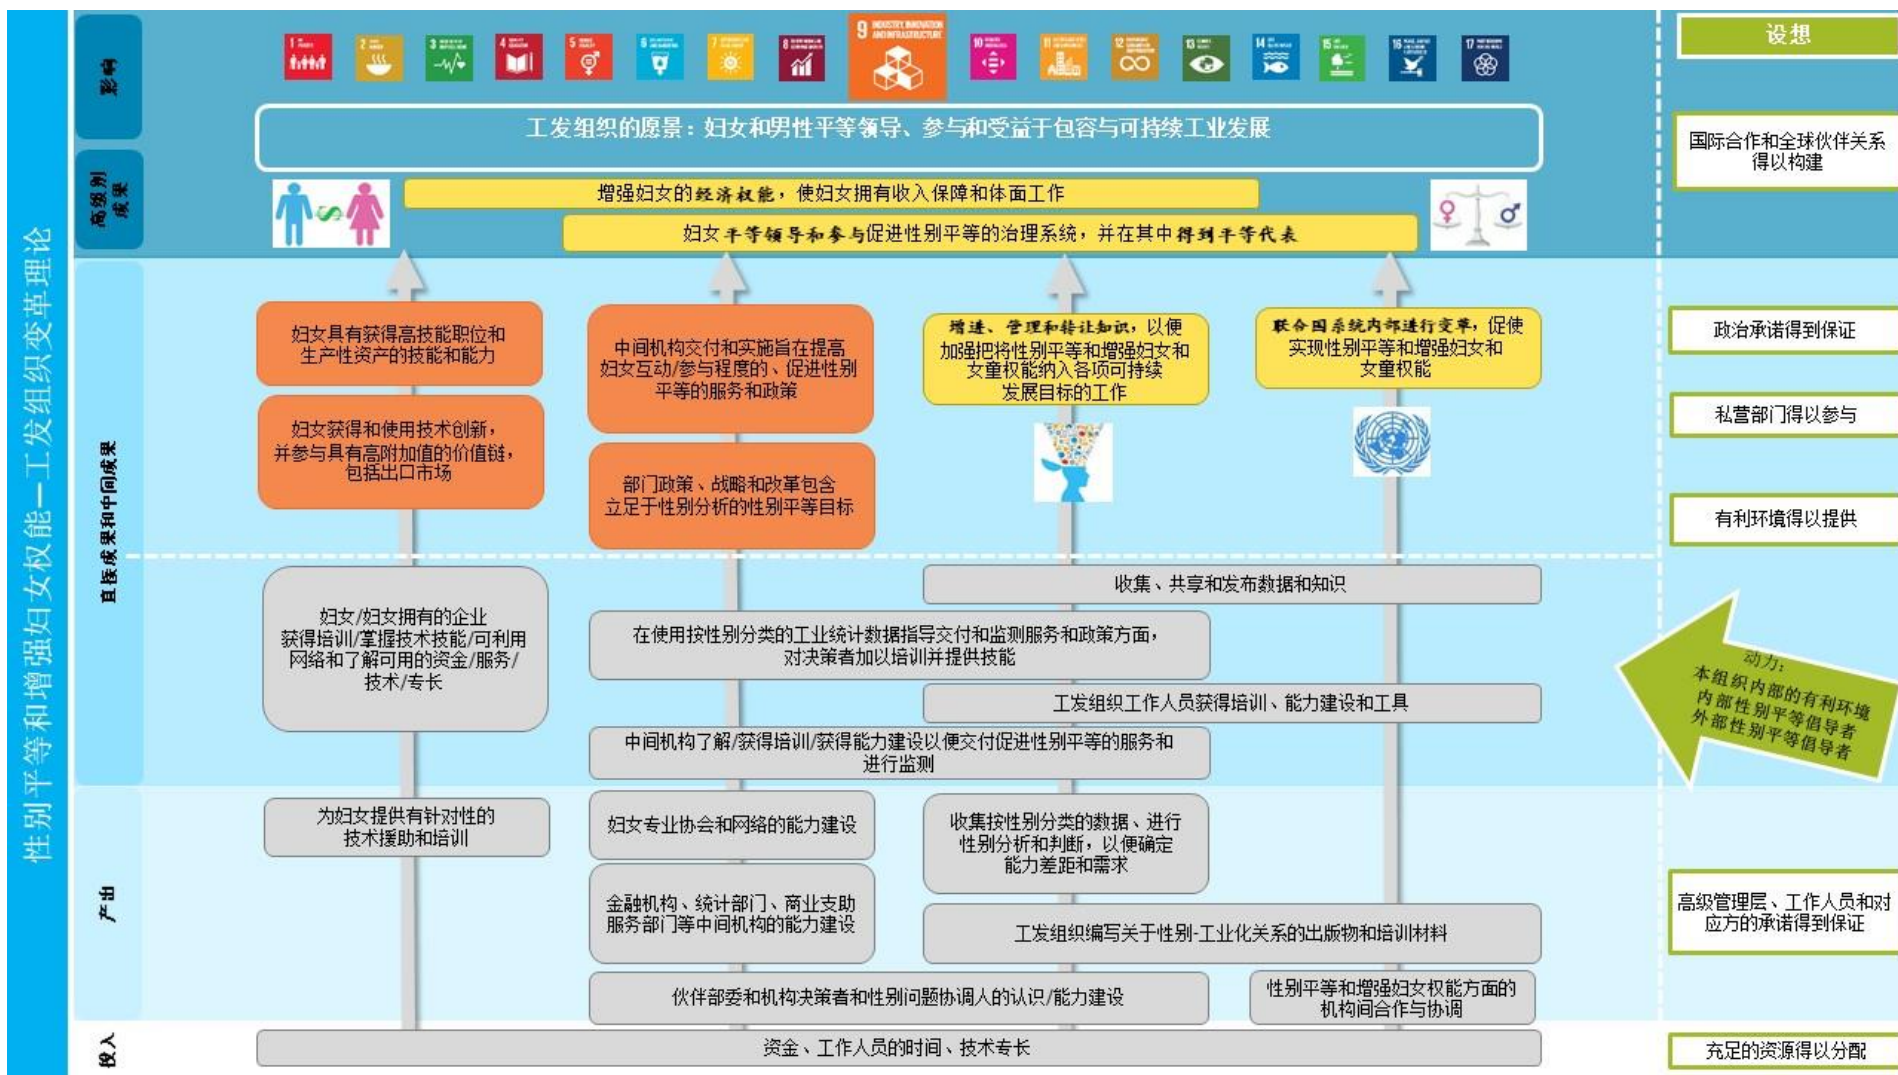 性别平等和增强妇女权能—工发组织变革理论
影响
9 INDUSTRY, INNOVATION
AND INFRASTRUCTURE
1
2
3
4
5
6
7
8
10
11
12
13
14
15
16
17
工发组织的愿景：妇女和男性平等领导、参与和受益于包容与可持续工业发展
高级别
成果
增强妇女的经济权能，使妇女拥有收入保障和体面工作
妇女平等领导和参与促进性别平等的治理系统，并在其中得到平等代表
直接成果和中间成果
妇女具有获得高技能职位和
生产性资产的技能和能力
妇女获得和使用技术创新，
并参与具有高附加值的价值链，
包括出口市场
中间机构交付和实施旨在提高
妇女互动/参与程度的、促进性别
平等的服务和政策
部门政策、战略和改革包含
立足于性别分析的性别平等目标
增进、管理和转让知识，以便
加强把将性别平等和增强妇女和
女童权能纳入各项可持续
发展目标的工作
联合国系统内部进行变革，促使
实现性别平等和增强妇女和
女童权能
妇女/妇女拥有的企业
获得培训/掌握技术技能/可利用
网络和了解可用的资金/服务/
技术/专长
收集、共享和发布数据和知识
在使用按性别分类的工业统计数据指导交付和监测服务和政策方面，
对决策者加以培训并提供技能
工发组织工作人员获得培训、能力建设和工具
中间机构了解/获得培训/获得能力建设以便交付促进性别平等的服务和
进行监测
产出
为妇女提供有针对性的
技术援助和培训
妇女专业协会和网络的能力建设
收集按性别分类的数据、进行
性别分析和判断，以便确定
能力差距和需求
金融机构、统计部门、商业支助
服务部门等中间机构的能力建设
工发组织编写关于性别-工业化关系的出版物和培训材料
伙伴部委和机构决策者和性别问题协调人的认识/能力建设
性别平等和增强妇女权能方面的
机构间合作与协调
投入
资金、工作人员的时间、技术专长
设想
国际合作和全球伙伴关系
得以构建
政治承诺得到保证
私营部门得以参与
有利环境得以提供
动力：
本组织内部的有利环境
内部性别平等倡导者
外部性别平等倡导者
高级管理层、工作人员和对
应方的承诺得到保证
充足的资源得以分配